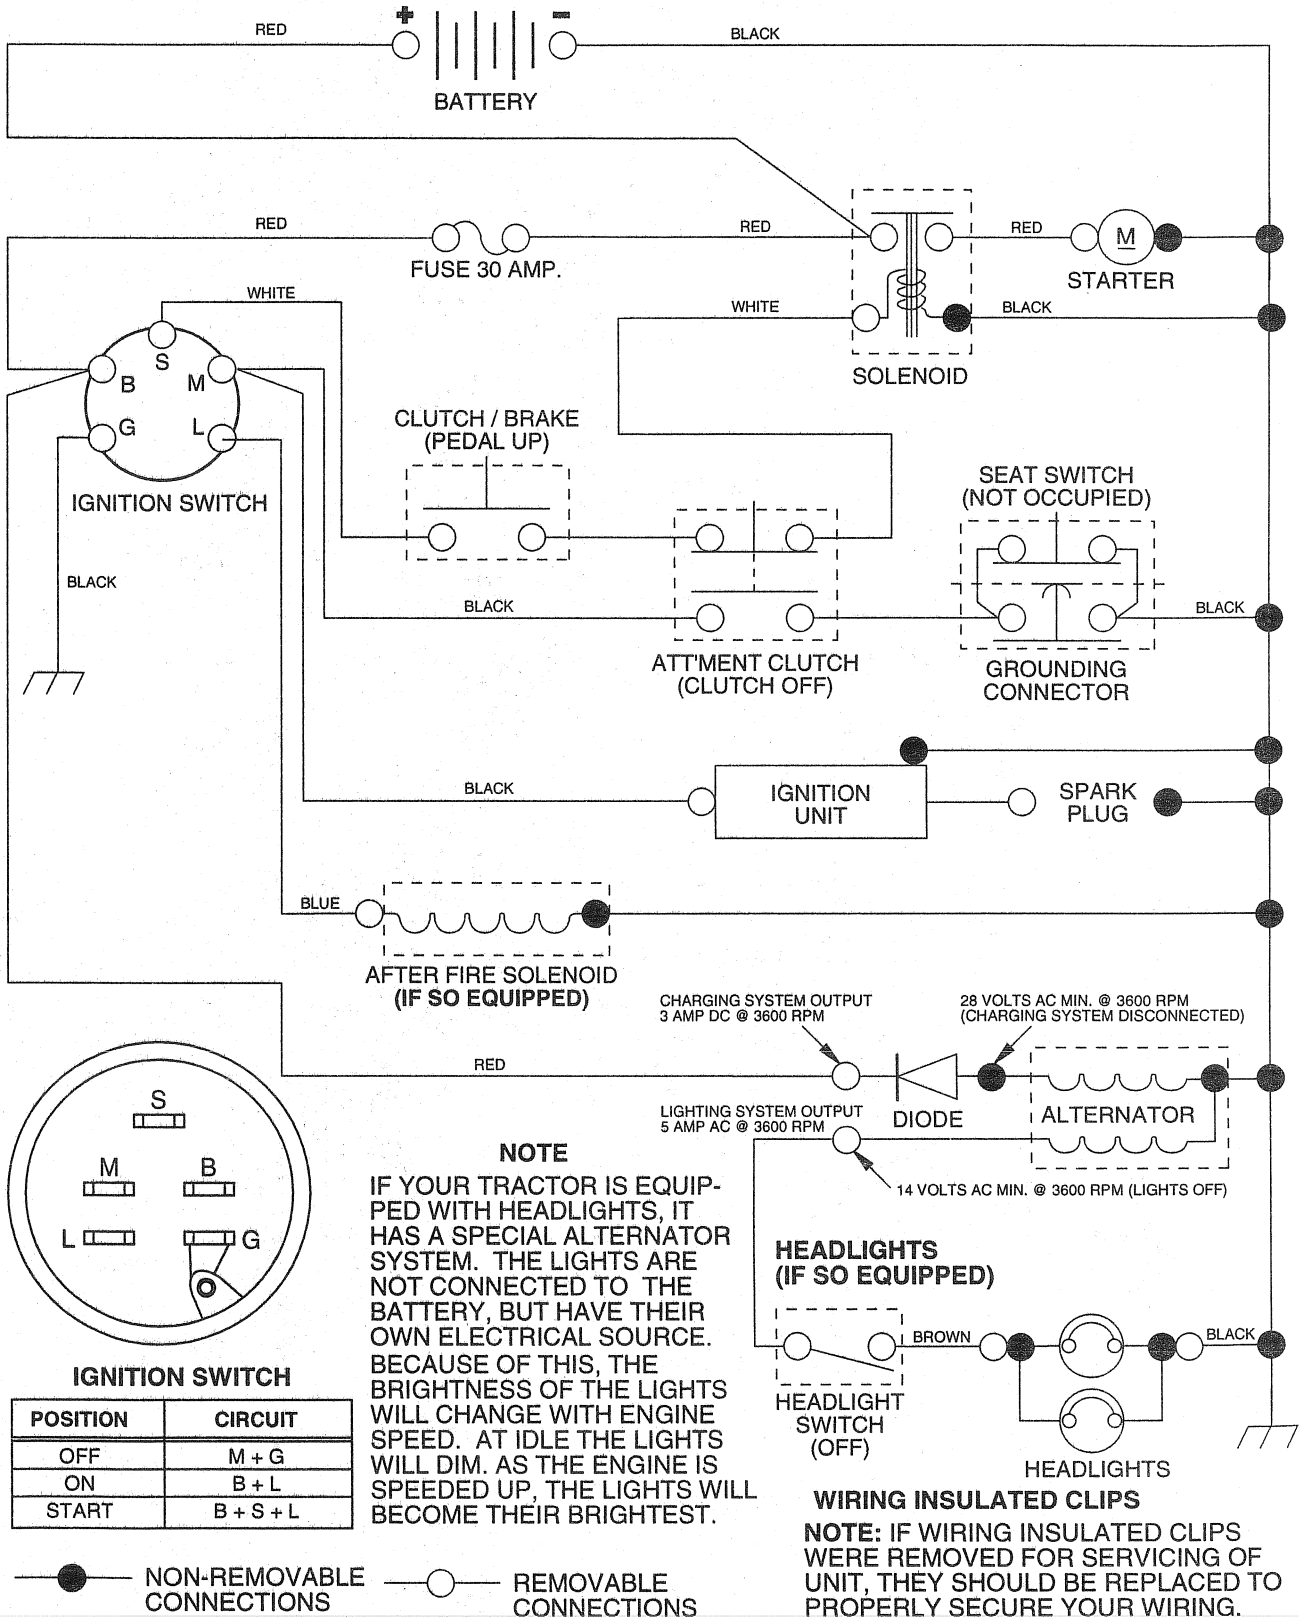 + -
RED
BLACK
BATTERY
RED
RED
RED
M
FUSE 30 AMP.
STARTER
WHITE
WHITE
BLACK
S
B M
G L
SOLENOID
CLUTCH / BRAKE
(PEDAL UP)
IGNITION SWITCH
SEAT SWITCH
(NOT OCCUPIED)
BLACK
BLACK
BLACK
ATT'MENT CLUTCH
(CLUTCH OFF)
GROUNDING
CONNECTOR
BLACK
IGNITION
UNIT
SPARK
PLUG
BLUE
AFTER FIRE SOLENOID
(IF SO EQUIPPED)
CHARGING SYSTEM OUTPUT
3 AMP DC @ 3600 RPM
28 VOLTS AC MIN. @ 3600 RPM
(CHARGING SYSTEM DISCONNECTED)
RED
DIODE
ALTERNATOR
LIGHTING SYSTEM OUTPUT
5 AMP AC @ 3600 RPM
14 VOLTS AC MIN. @ 3600 RPM (LIGHTS OFF)
S
M B
L G
NOTE
IF YOUR TRACTOR IS EQUIP-
PED WITH HEADLIGHTS, IT
HAS A SPECIAL ALTERNATOR
SYSTEM. THE LIGHTS ARE
NOT CONNECTED TO THE
BATTERY, BUT HAVE THEIR
OWN ELECTRICAL SOURCE.
BECAUSE OF THIS, THE
BRIGHTNESS OF THE LIGHTS
WILL CHANGE WITH ENGINE
SPEED. AT IDLE THE LIGHTS
WILL DIM. AS THE ENGINE IS
SPEEDED UP, THE LIGHTS WILL
BECOME THEIR BRIGHTEST.
HEADLIGHTS
(IF SO EQUIPPED)
BROWN
BLACK
HEADLIGHT
SWITCH
(OFF)
HEADLIGHTS
IGNITION SWITCH
POSITION CIRCUIT
OFF M + G
ON B + L
START B + S + L
WIRING INSULATED CLIPS
NOTE: IF WIRING INSULATED CLIPS
WERE REMOVED FOR SERVICING OF
UNIT, THEY SHOULD BE REPLACED TO
PROPERLY SECURE YOUR WIRING.
NON-REMOVABLE
CONNECTIONS
REMOVABLE
CONNECTIONS